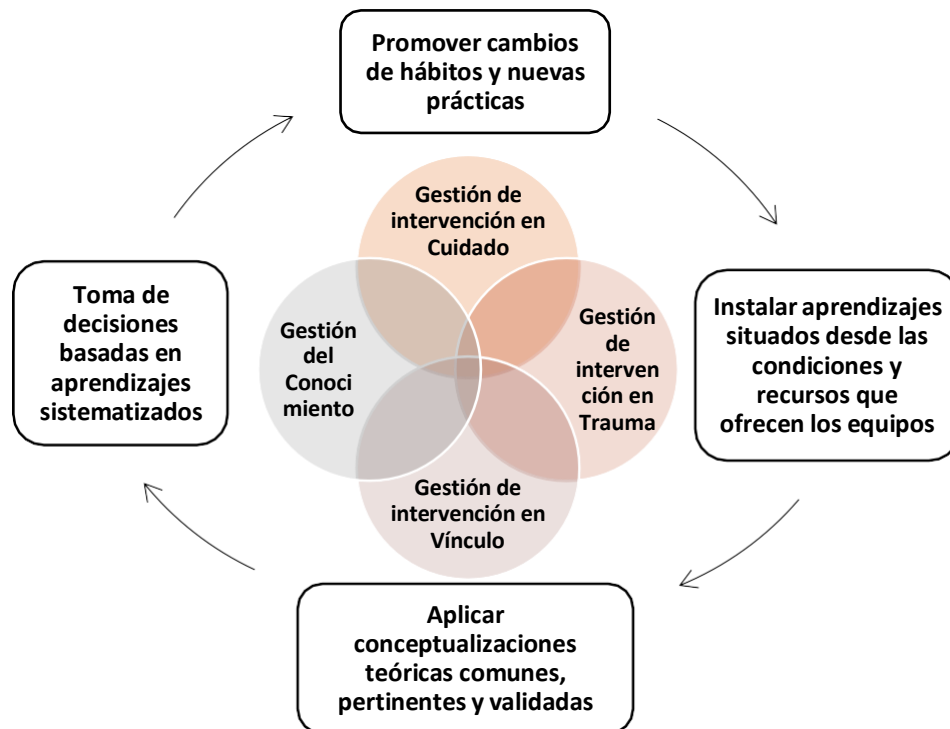 Promover cambios
de hábitos y nuevas
prácticas
Gestión de
intervención en
Cuidado
Toma de
decisiones
basadas en
aprendizajes
sistematizados
Gestión
del
Conoci
miento
Gestión
de
interven
ción en
Trauma
Instalar aprendizajes
situados desde las
condiciones y
recursos que
ofrecen los equipos
Gestión de
intervención en
Vínculo
Aplicar
conceptualizaciones
teóricas comunes,
pertinentes y validadas